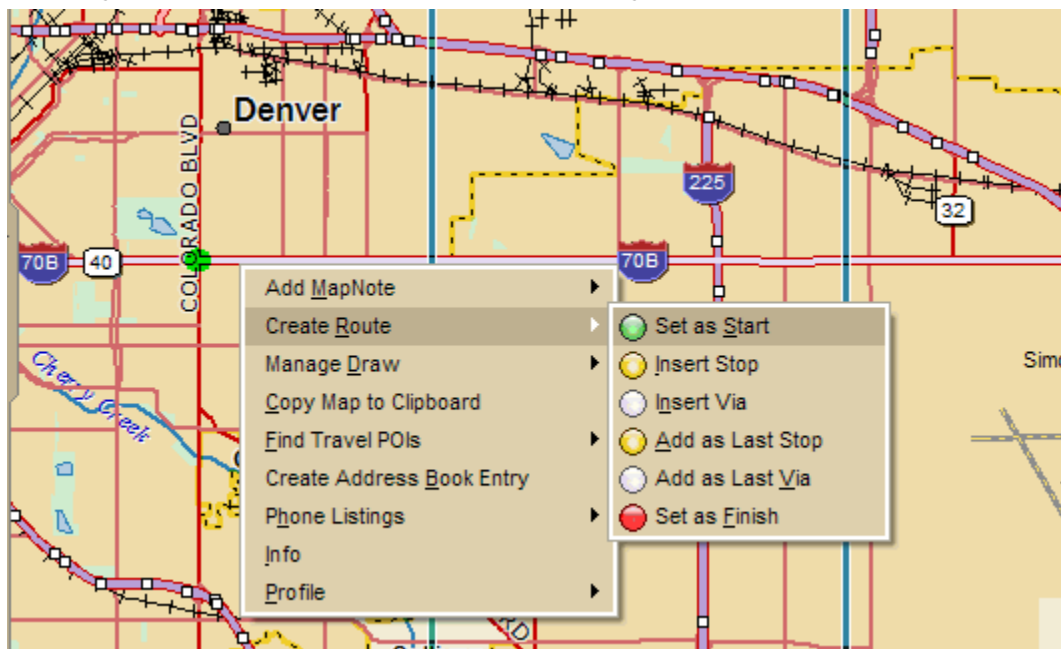 Denver
COLORADO BLVD
225
32
70B
40
70B
Add MapNote
Create Route
Manage Draw
Copy Map to Clipboard
Find Travel POIs
Create Address Book Entry
Phone Listings
Info
Profile
Set as Start
Insert Stop
Insert Via
Add as Last Stop
Add as Last Via
Set as Finish
Cherry Creek
Simo
RD